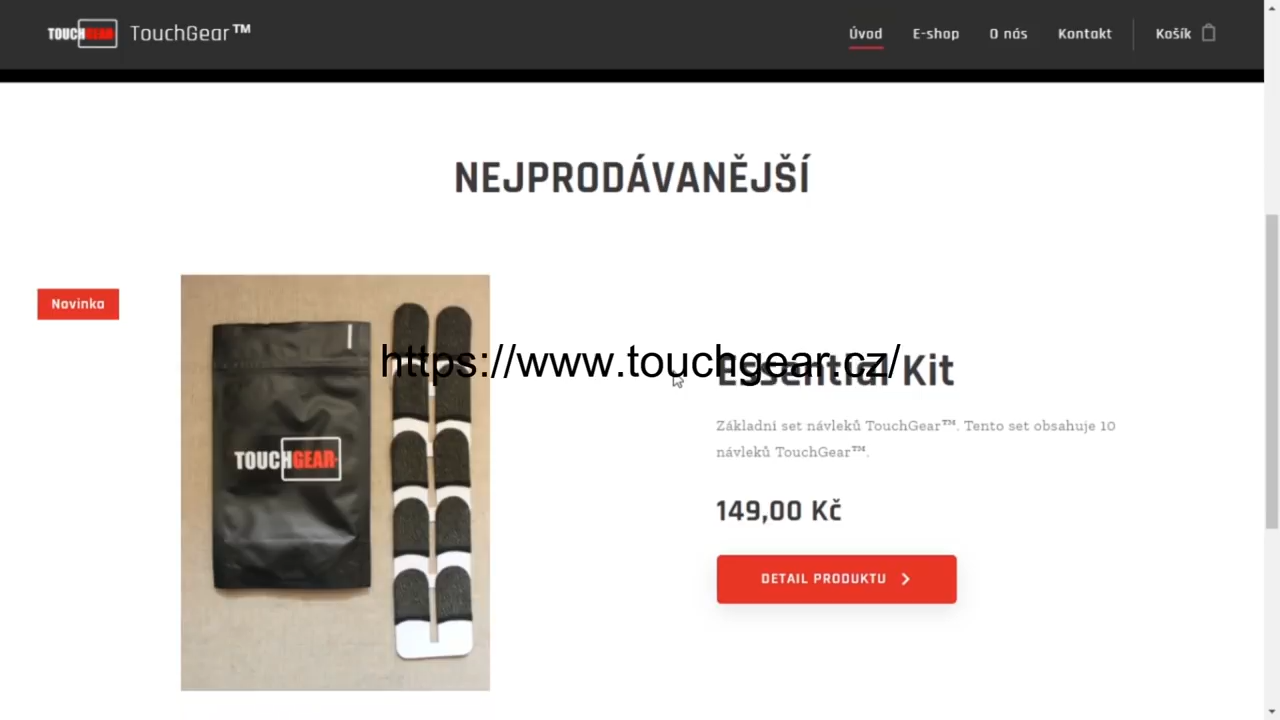 TOUCHGEAR TouchGear™
Úvod E-shop O nás Kontakt Košík
NEJPRODÁVANĚJŠÍ
Novinka
TOUCHGEAR
https://www.touchgear.cz/
Essential Kit
Základní set návleků TouchGear™. Tento set obsahuje 10
návleků TouchGear™.
149,00 Kč
DETAIL PRODUKTU